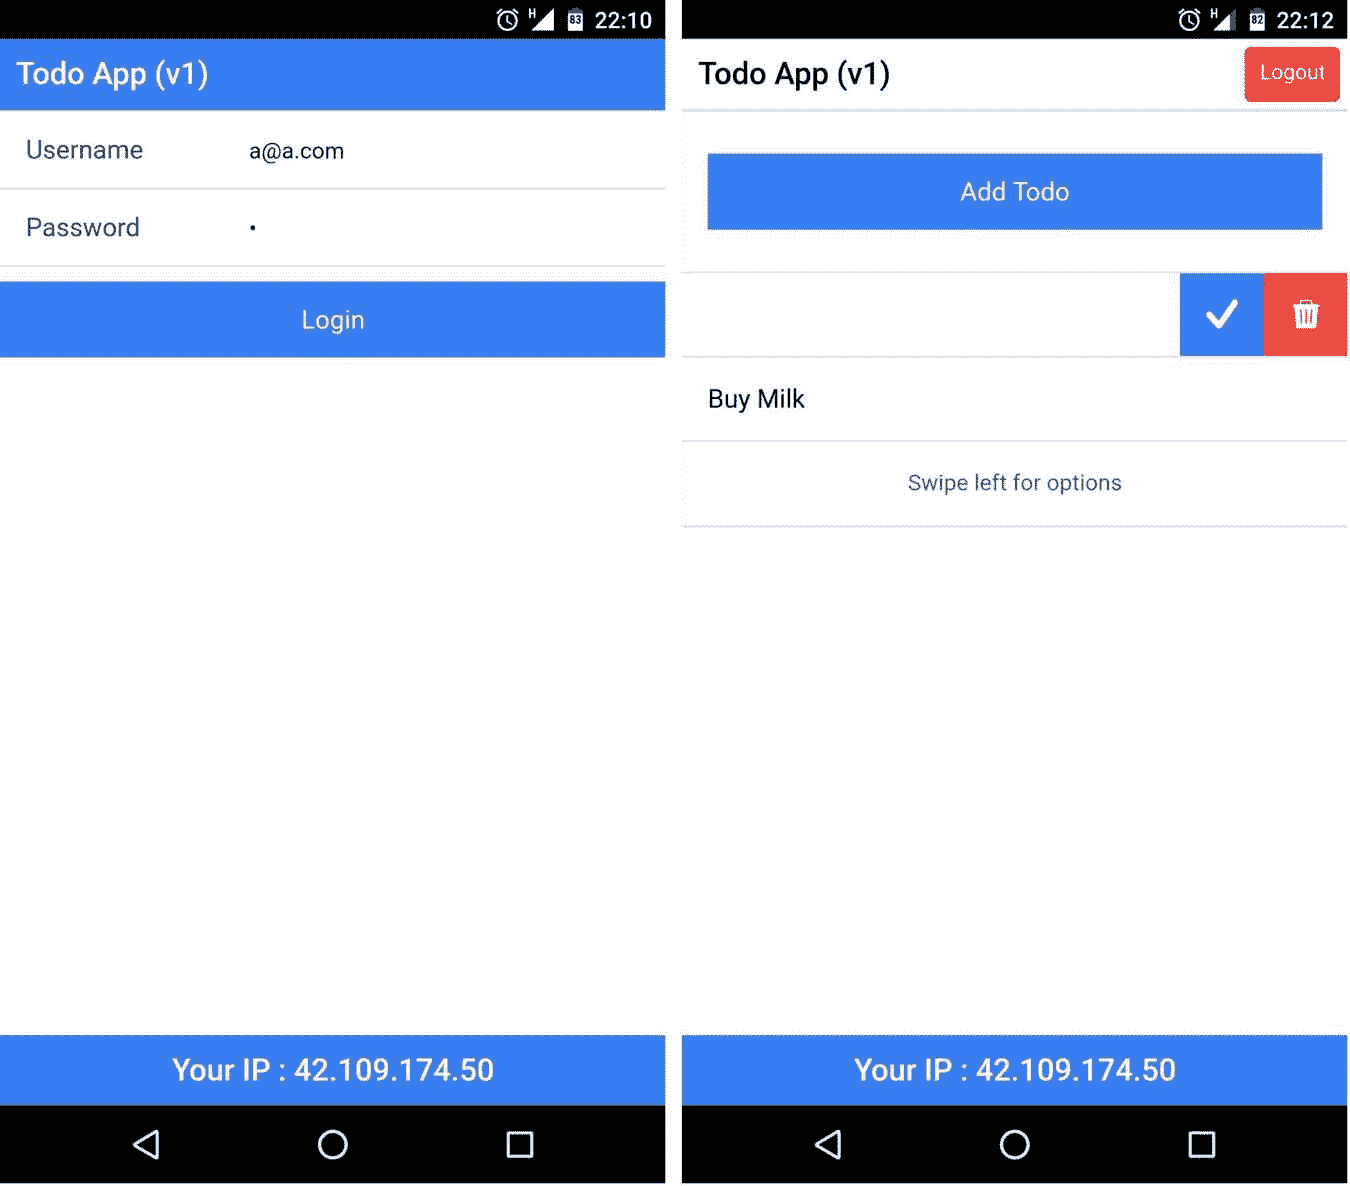 H 83 22:10
Todo App (v1)
Username a@a.com
Password •
Login
Your IP : 42.109.174.50
H 82 22:12
Todo App (v1) Logout
Add Todo
Buy Milk
Swipe left for options
Your IP : 42.109.174.50